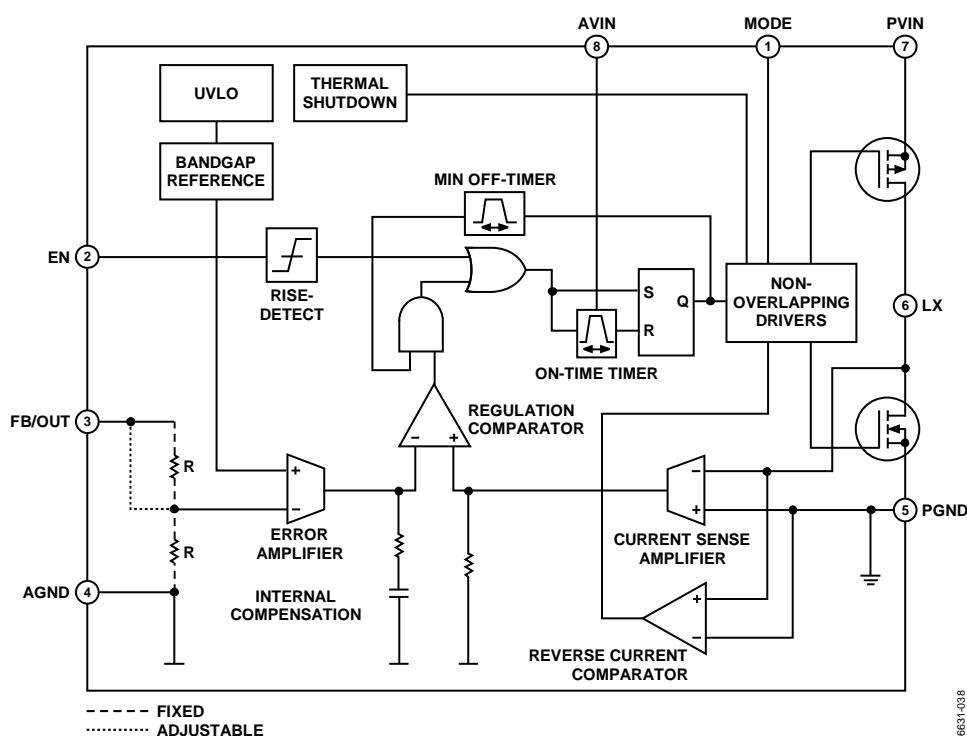 AVIN
MODE
PVIN
8
1
7
UVLO
THERMAL
SHUTDOWN
BANDGAP
REFERENCE
MIN OFF-TIMER
EN
2
RISE-
DETECT
S
Q
R
ON-TIME TIMER
NON-
OVERLAPPING
DRIVERS
6
LX
FB/OUT
3
R
R
REGULATION
COMPARATOR
-
+
+
-
ERROR
AMPLIFIER
-
+
CURRENT SENSE
AMPLIFIER
5
PGND
AGND
4
INTERNAL
COMPENSATION
+
-
REVERSE CURRENT
COMPARATOR
FIXED
ADJUSTABLE
6631-038